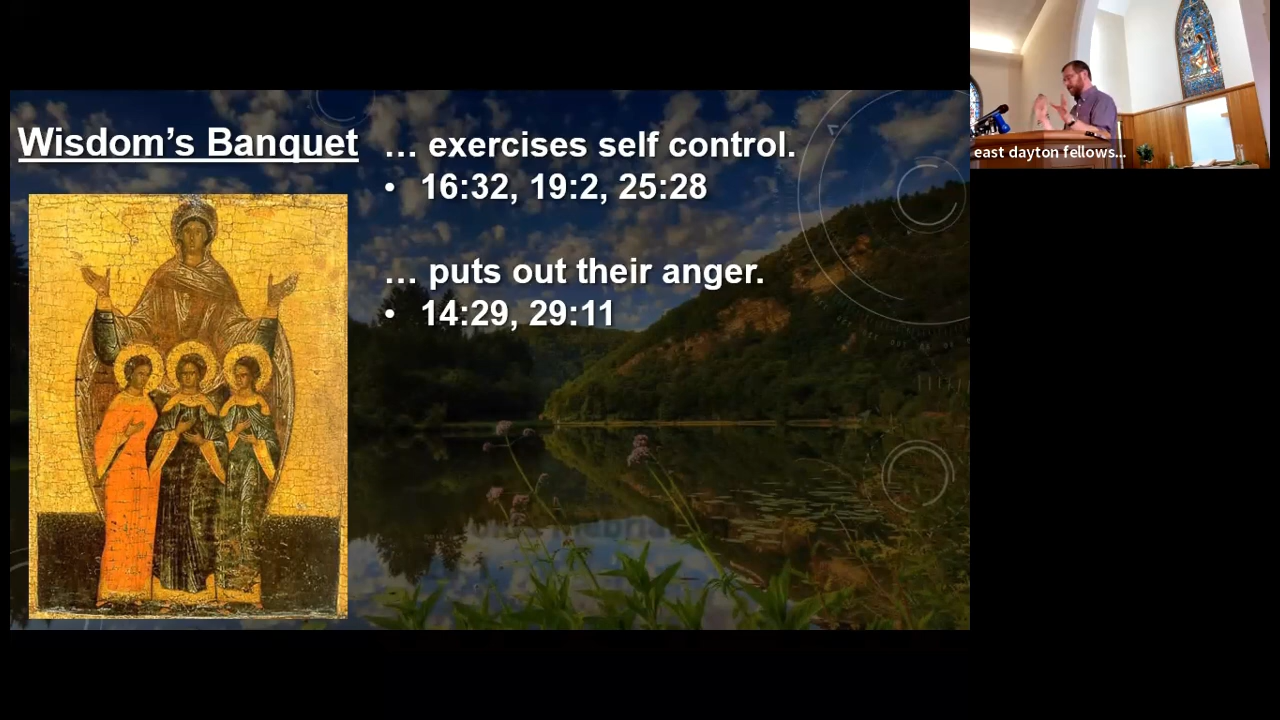 Wisdom’s Banquet
… exercises self control.
• 16:32, 19:2, 25:28
… puts out their anger.
• 14:29, 29:11
east dayton fellows...